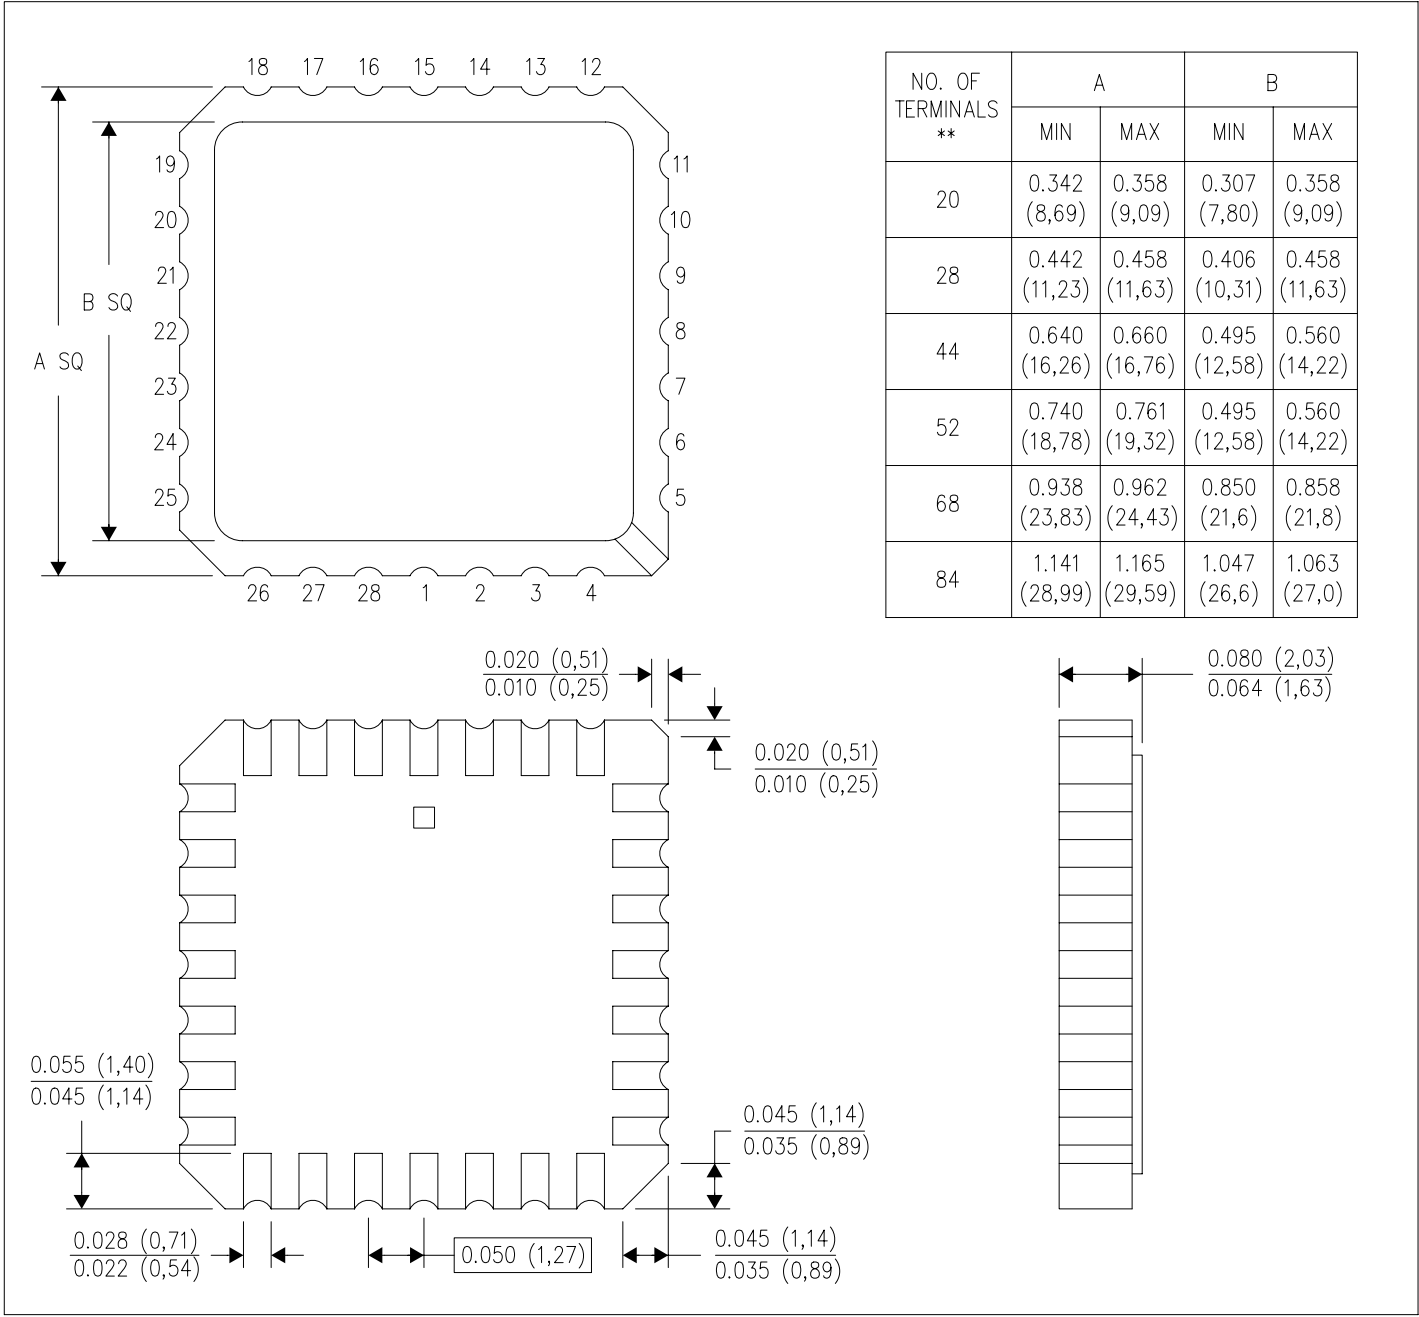 18 17 16 15 14 13 12
19
20
21
22
23
24
25
11
10
9
8
7
6
5
26 27 28 1 2 3 4
A SQ
B SQ
NO. OF TERMINALS ** A B
MIN MAX MIN MAX
20 0.342 (8,69) 0.358 (9,09) 0.307 (7,80) 0.358 (9,09)
28 0.442 (11,23) 0.458 (11,63) 0.406 (10,31) 0.458 (11,63)
44 0.640 (16,26) 0.660 (16,76) 0.495 (12,58) 0.560 (14,22)
52 0.740 (18,78) 0.761 (19,32) 0.495 (12,58) 0.560 (14,22)
68 0.938 (23,83) 0.962 (24,43) 0.850 (21,6) 0.858 (21,8)
84 1.141 (28,99) 1.165 (29,59) 1.047 (26,6) 1.063 (27,0)
0.020 (0,51)
0.010 (0,25)
0.020 (0,51)
0.010 (0,25)
0.080 (2,03)
0.064 (1,63)
0.055 (1,40)
0.045 (1,14)
0.045 (1,14)
0.035 (0,89)
0.028 (0,71)
0.022 (0,54)
0.050 (1,27)
0.045 (1,14)
0.035 (0,89)